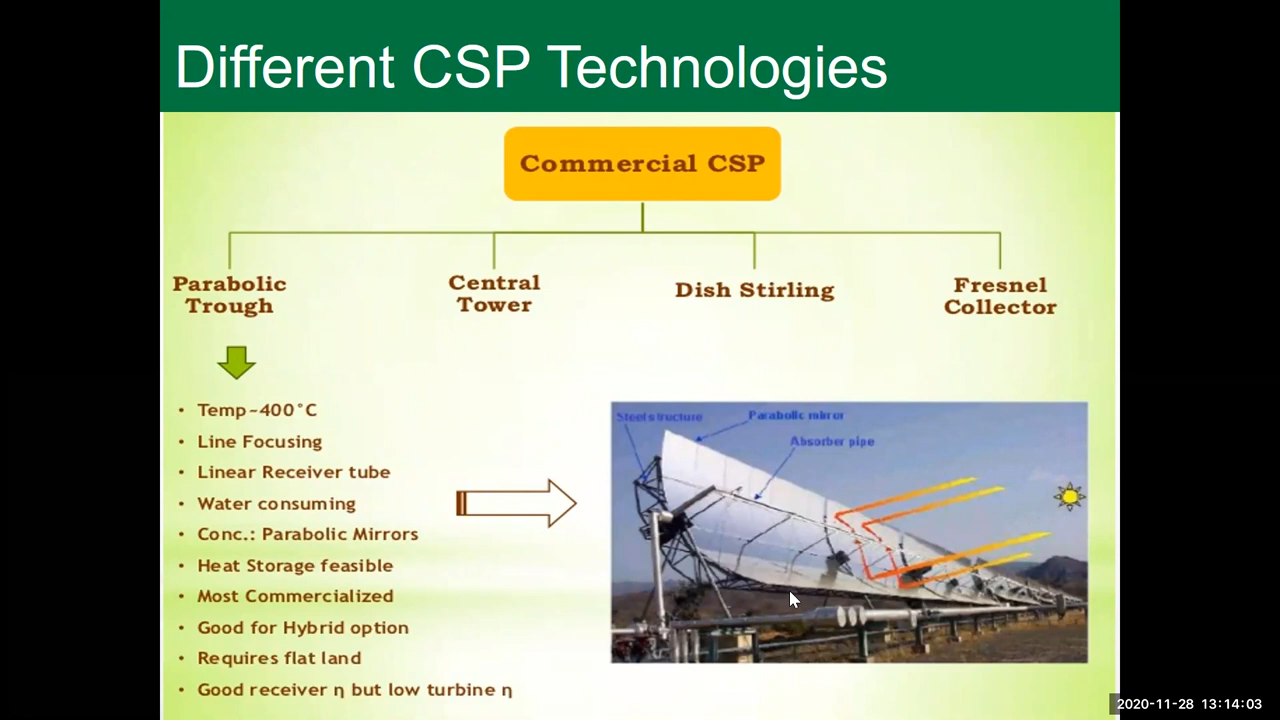 Different CSP Technologies
Commercial CSP
Parabolic
Trough
Central
Tower
Dish Stirling
Fresnel
Collector
• Temp~400°C
• Line Focusing
• Linear Receiver tube
• Water consuming
• Conc.: Parabolic Mirrors
• Heat Storage feasible
• Most Commercialized
• Good for Hybrid option
• Requires flat land
• Good receiver η but low turbine η
Steel structure
Parabolic mirror
Absorber pipe
2020-11-28 13:14:03